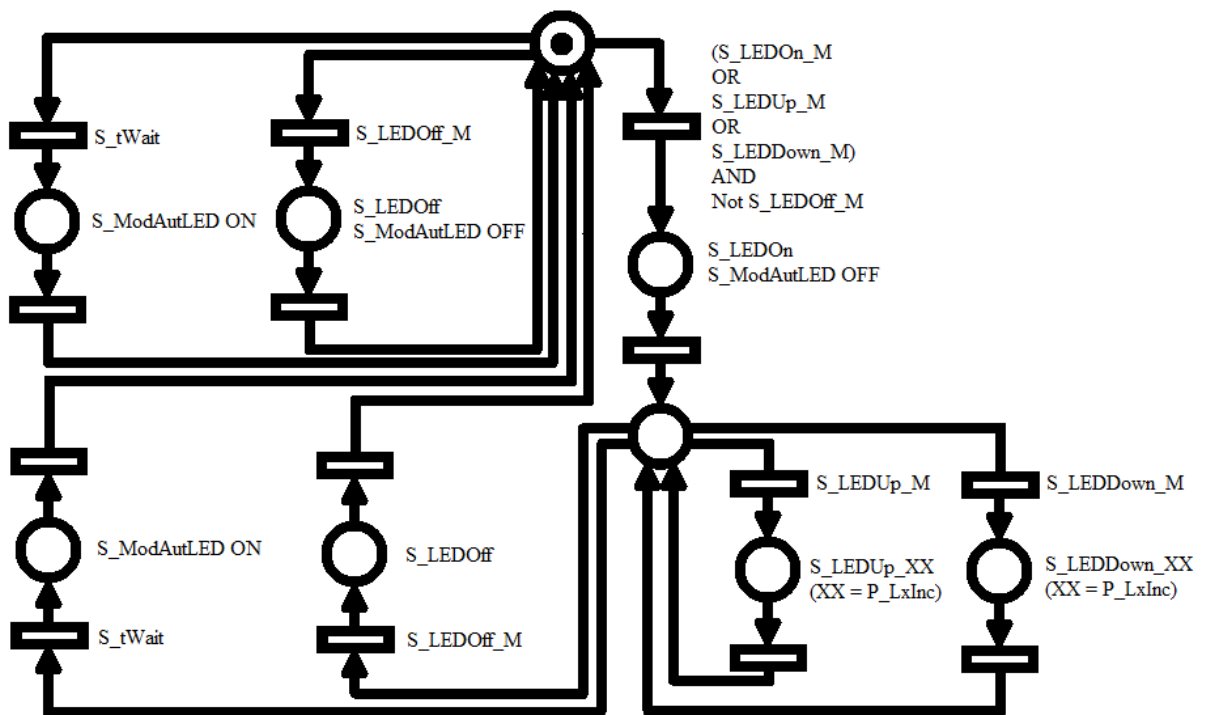 (S_LEDOn_M
OR
S_LEDUp_M
OR
S_LEDDown_M)
AND
Not S_LEDOff_M
S_tWait
S_LEDOff_M
S_ModAutLED ON
S_LEDOff
S_ModAutLED OFF
S_LEDOn
S_ModAutLED OFF
S_LEDUp_M
S_LEDDown_M
S_ModAutLED ON
S_LEDOff
S_LEDUp_XX
(XX = P_LxInc)
S_LEDDown_XX
(XX = P_LxInc)
S_tWait
S_LEDOff_M